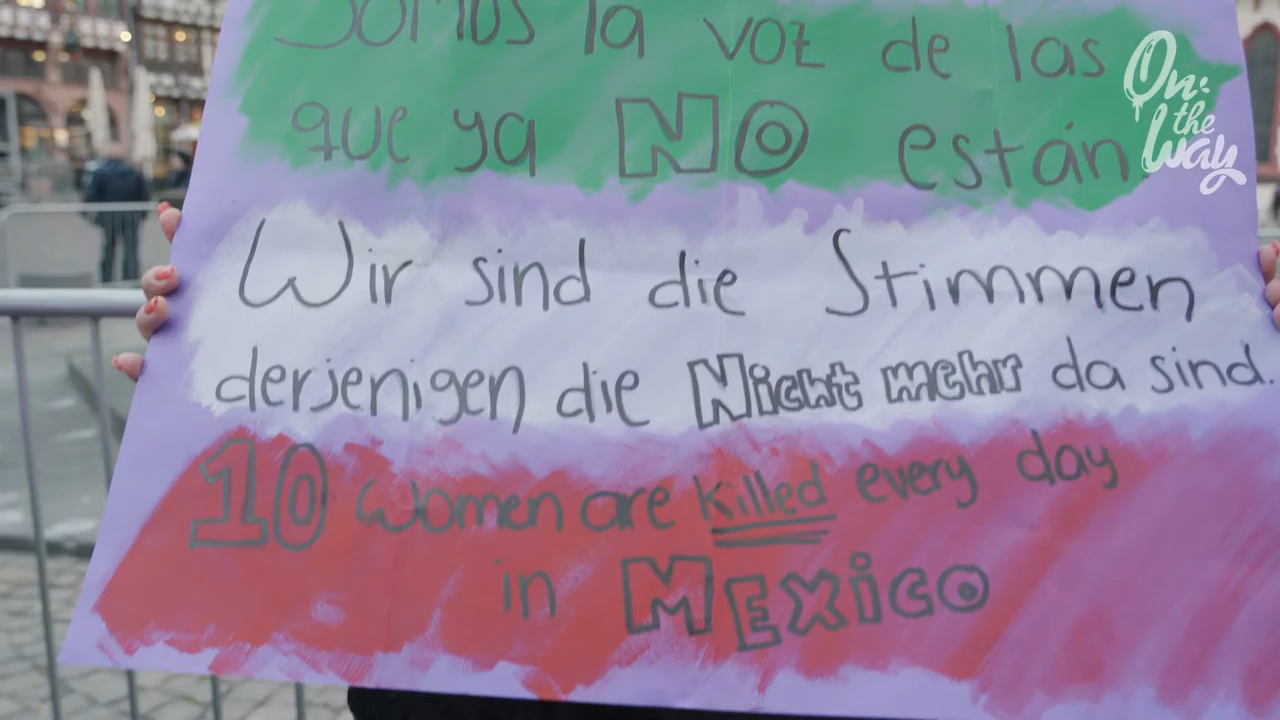 Somos la voz de las
que ya NO están
Wir sind die Stimmen
derjenigen die Nicht mehr da sind.
10 women are killed every day
in MExico
On the Way